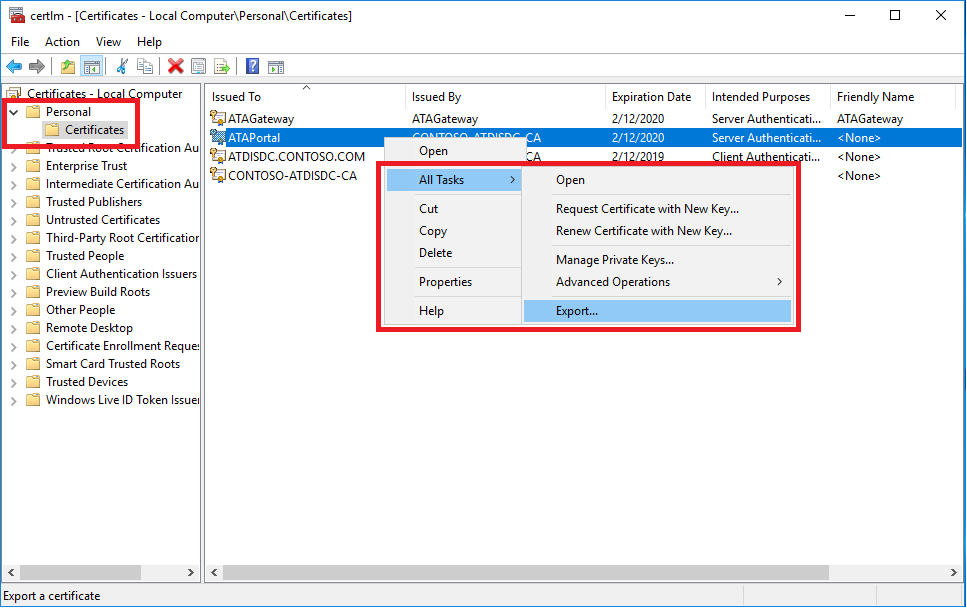 certlm - [Certificates - Local Computer\Personal\Certificates]
File Action View Help
Certificates - Local Computer
Personal
Certificates
Trusted Root Certification Au
Enterprise Trust
Intermediate Certification Au
Trusted Publishers
Untrusted Certificates
Third-Party Root Certification
Trusted People
Client Authentication Issuers
Preview Build Roots
Other People
Remote Desktop
Certificate Enrollment Reque
Smart Card Trusted Roots
Trusted Devices
Windows Live ID Token Issuer
Issued To Issued By Expiration Date Intended Purposes Friendly Name
ATAGateway ATAGateway 2/12/2020 Server Authenticati... ATAGateway
ATAPortal CONTOSO-ATDISDC-CA 2/12/2020 Server Authenticati... <None>
ATDISDC.CONTOSO.COM CA 2/12/2019 Client Authenticati... <None>
CONTOSO-ATDISDC-CA <None>
Open
All Tasks
Cut
Copy
Delete
Properties
Help
Open
Request Certificate with New Key...
Renew Certificate with New Key...
Manage Private Keys...
Advanced Operations
Export...
Export a certificate